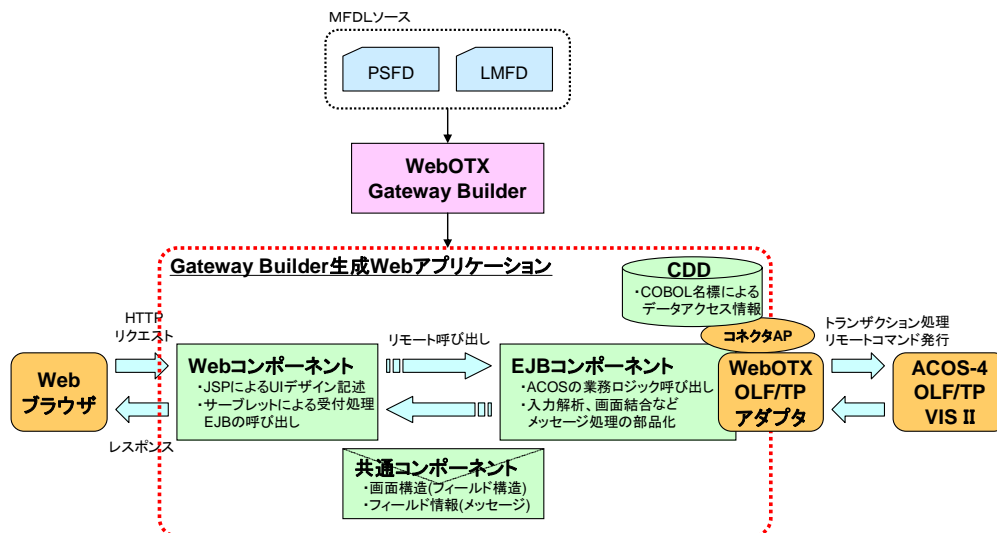 MFDLソース
PSFD
LMFD
WebOTX
Gateway Builder
Gateway Builder生成Webアプリケーション
CDD
・COBOL名標による
データアクセス情報
コネクタAP
HTTP
リクエスト
リモート呼び出し
トランザクション処理
リモートコマンド発行
Web
ブラウザ
Webコンポーネント
・JSPによるUIデザイン記述
・サーブレットによる受付処理
EJBの呼び出し
EJBコンポーネント
・ACOSの業務ロジック呼び出し
・入力解析、画面結合など
メッセージ処理の部品化
WebOTX
OLF/TP
アダプタ
ACOS-4
OLF/TP
VIS II
レスポンス
共通コンポーネント
・画面構造(フィールド構造)
・フィールド情報(メッセージ)